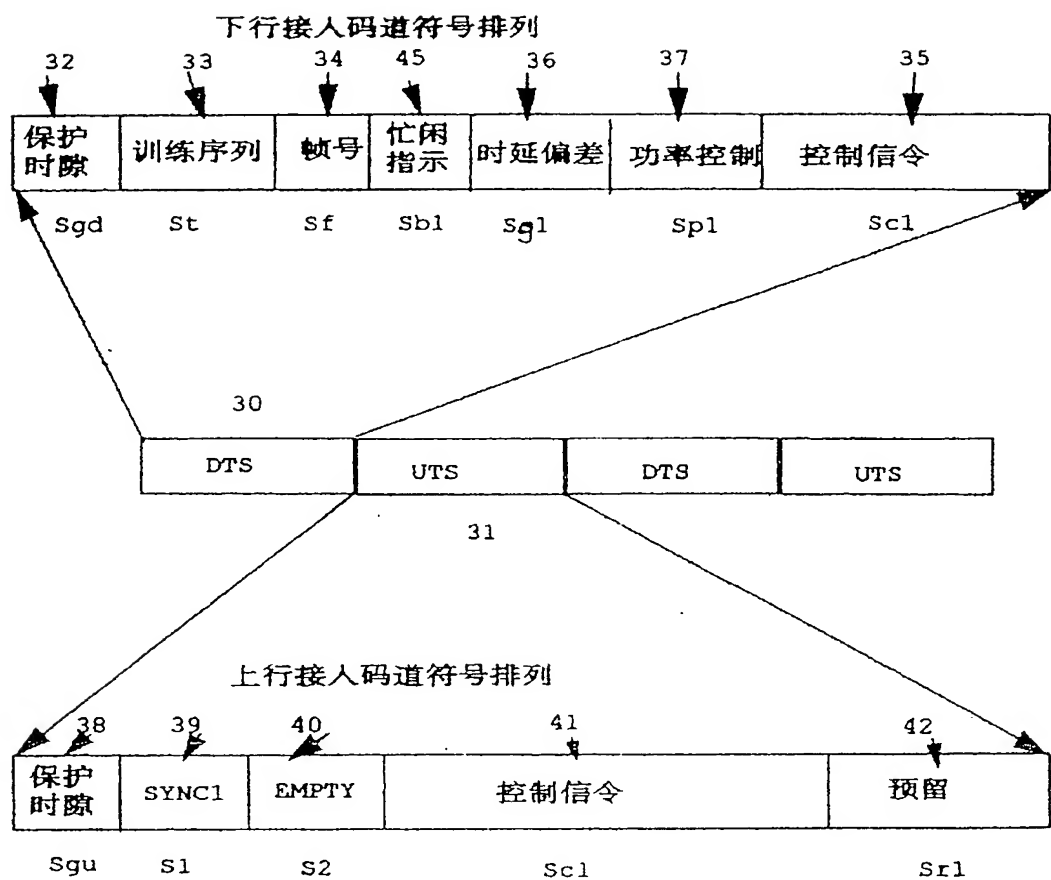 下行接人码道符号排列
32 33 34 45 36 37 35
保护时隙 训练序列 帧号 忙闲指示 时延偏差 功率控制 控制信令
Sgd St Sf Sb1 Sg1 Sp1 Sc1
30
DTS UTS DTS UTS
31
上行接人码道符号排列
38 39 40 41 42
保护时隙 SYNC1 EMPTY 控制信令 预留
Sgu S1 S2 Sc1 Sr1